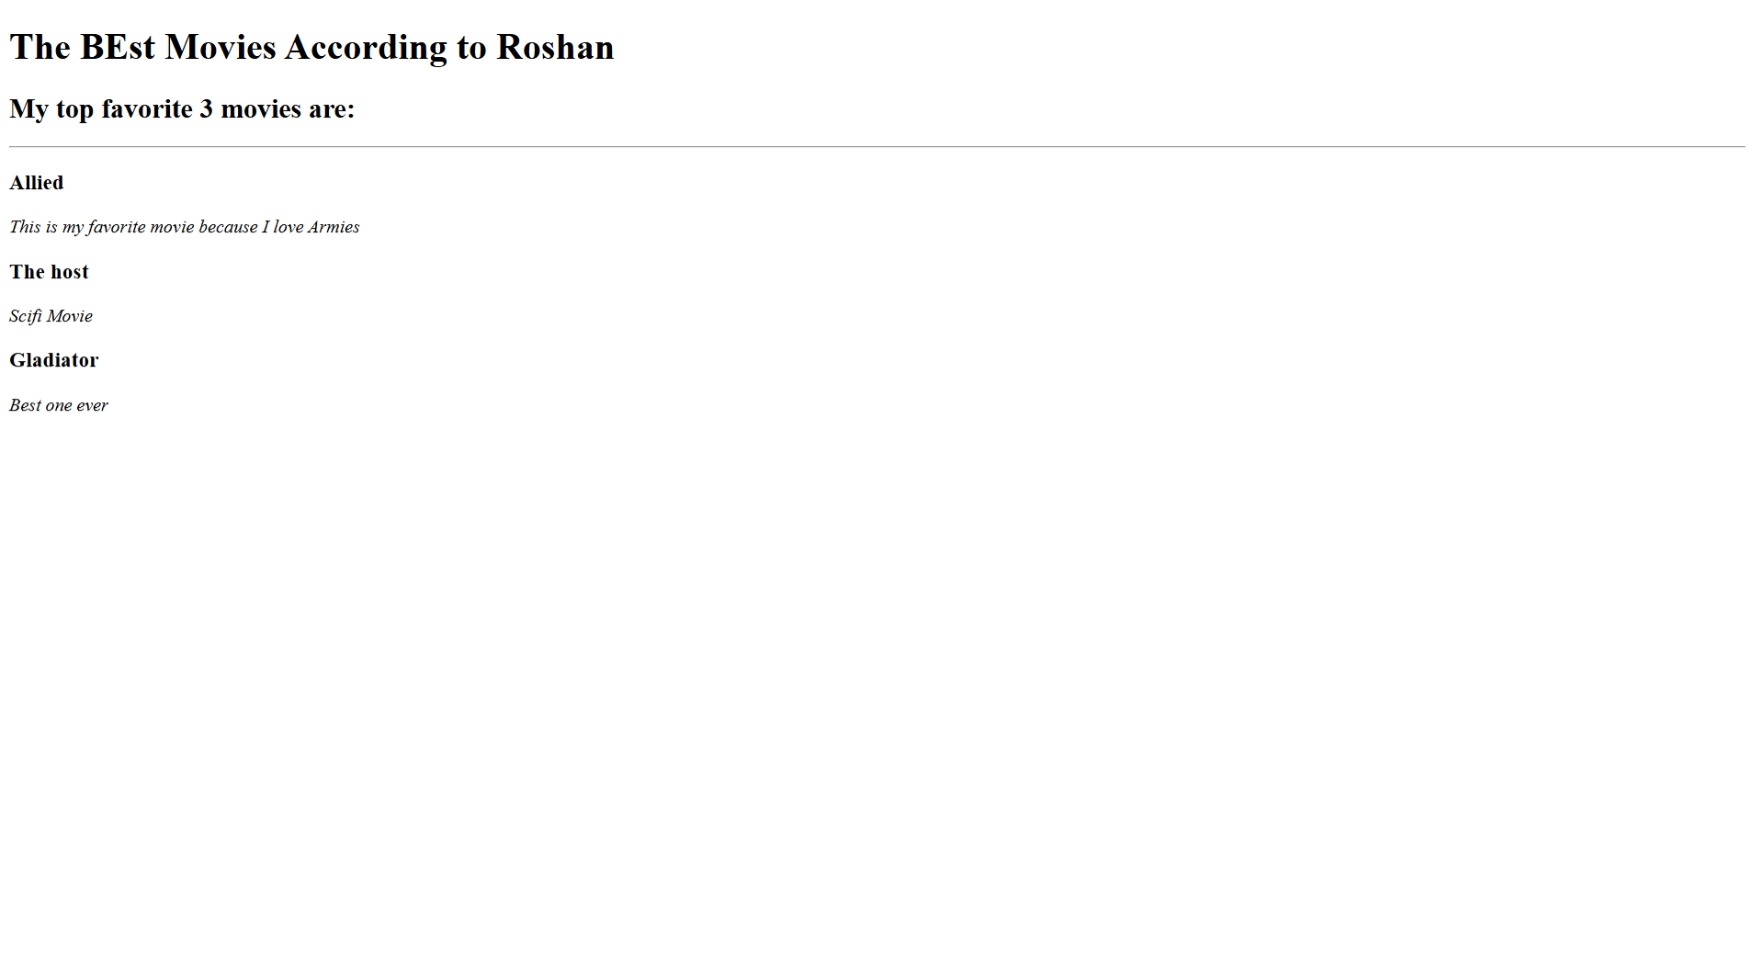 The BEst Movies According to Roshan
My top favorite 3 movies are:
Allied
This is my favorite movie because I love Armies
The host
Scifi Movie
Gladiator
Best one ever